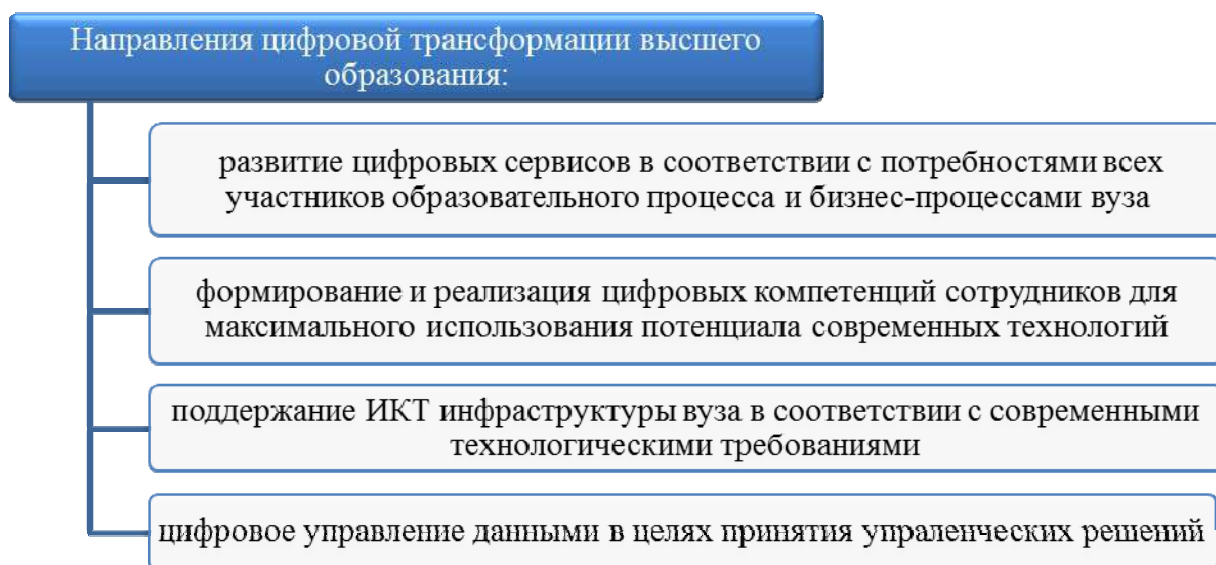 Направления цифровой трансформации высшего
образования:
развитие цифровых сервисов в соответствии с потребностями всех
участников образовательного процесса и бизнес-процессами вуза
формирование и реализация цифровых компетенций сотрудников для
максимального использования потенциала современных технологий
поддержание ИКТ инфраструктуры вуза в соответствии с современными
технологическими требованиями
цифровое управление данными в целях принятия упраленческих решений